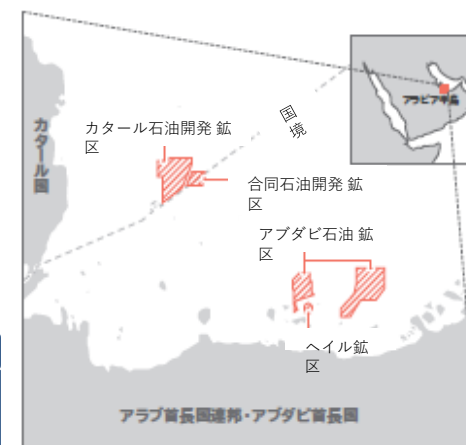 アラビア半島
カタール国
国境
カタール石油開発 鉱
区
合同石油開発 鉱
区
アブダビ石油 鉱
区
ヘイル鉱
区
アラブ首長国連邦・アブダビ首長国